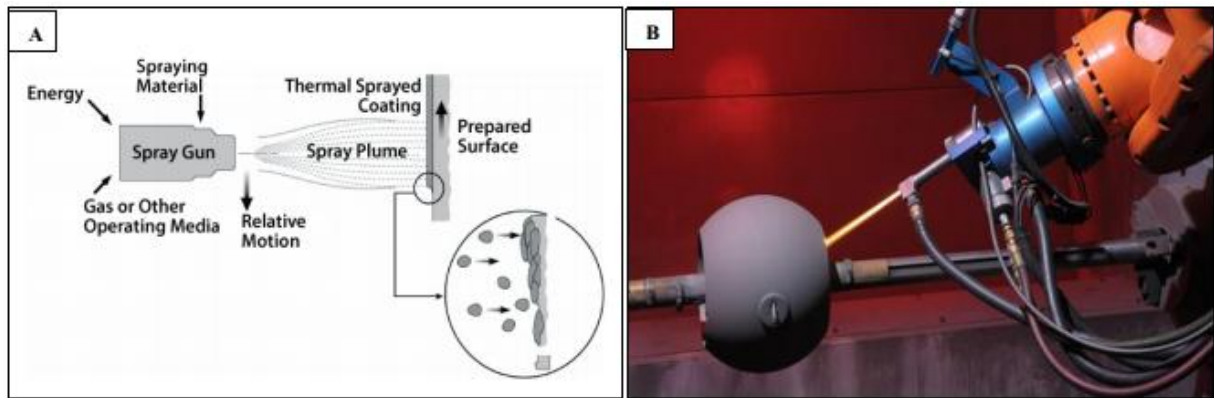 A
Energy
Spraying
Material
Spray Gun
Gas or Other
Operating Media
Relative
Motion
Spray Plume
Thermal Sprayed
Coating
Prepared
Surface
B